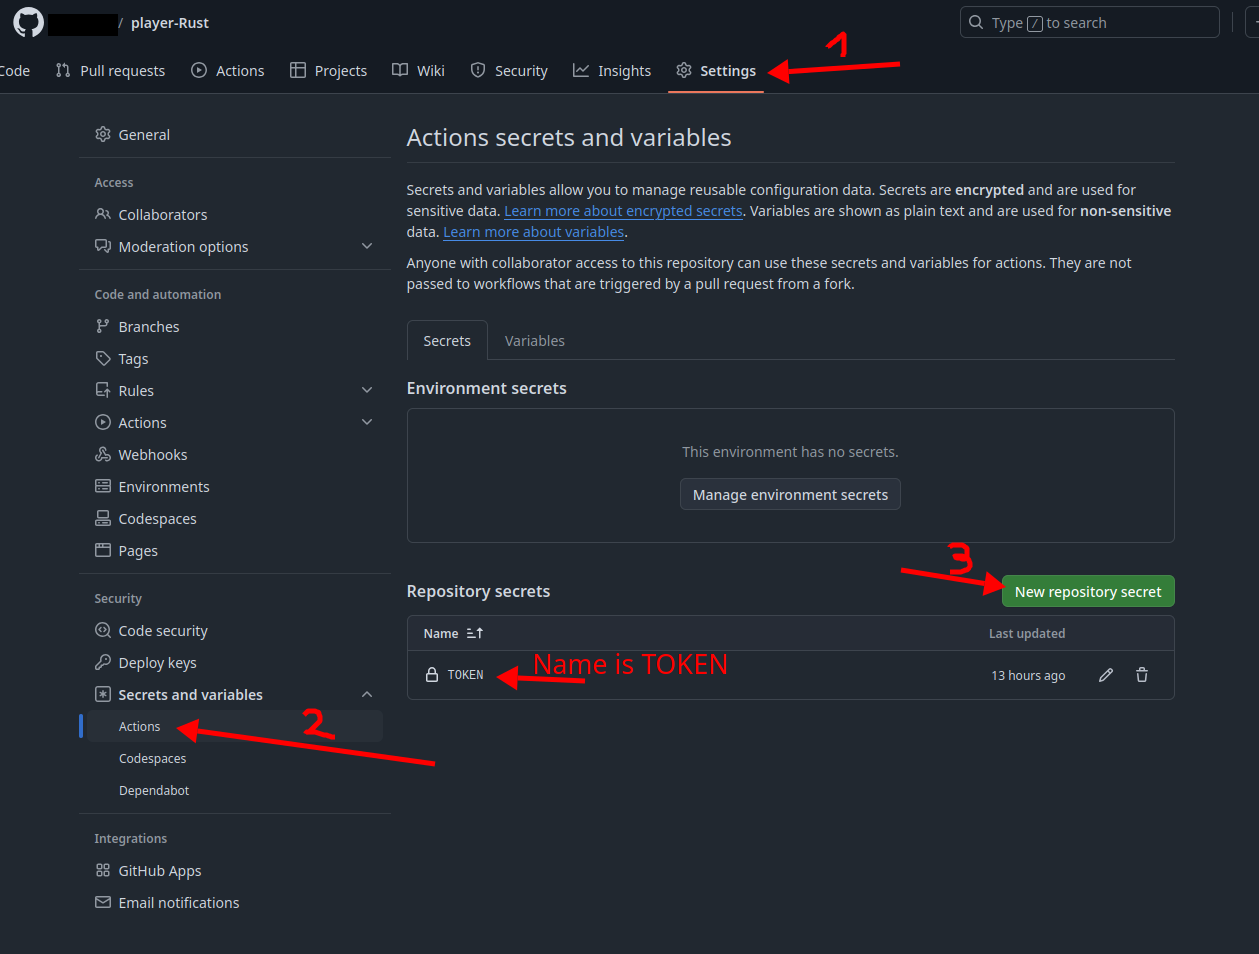 / player-Rust
Type / to search
Code Pull requests Actions Projects Wiki Security Insights Settings
1
General
Access
Collaborators
Moderation options
Code and automation
Branches
Tags
Rules
Actions
Webhooks
Environments
Codespaces
Pages
Security
Code security
Deploy keys
Secrets and variables
Actions
2
Codespaces
Dependabot
Integrations
GitHub Apps
Email notifications
Actions secrets and variables
Secrets and variables allow you to manage reusable configuration data. Secrets are encrypted and are used for
sensitive data. Learn more about encrypted secrets. Variables are shown as plain text and are used for non-sensitive
data. Learn more about variables.
Anyone with collaborator access to this repository can use these secrets and variables for actions. They are not
passed to workflows that are triggered by a pull request from a fork.
Secrets Variables
Environment secrets
This environment has no secrets.
Manage environment secrets
3
Repository secrets New repository secret
Name Last updated
TOKEN Name is TOKEN 13 hours ago